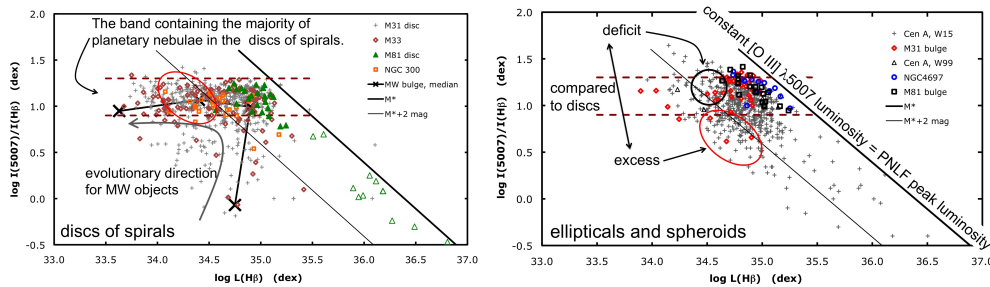 The band containing the majority of
planetary nebulae in the discs of spirals.
M31 disc
M33
M81 disc
NGC 300
MW bulge, median
M*
M*+2 mag
evolutionary direction
for MW objects
discs of spirals
log I(5007)/I(Hβ) (dex)
2.0
1.5
1.0
0.5
0.0
-0.5
33.0 33.5 34.0 34.5 35.0 35.5 36.0 36.5 37.0
log L(Hβ) (dex)
deficit
compared
to discs
excess
constant [O III] λ5007 luminosity = PNLF peak luminosity
Cen A, W15
M31 bulge
Cen A, W99
NGC4697
M81 bulge
M*
M*+2 mag
ellipticals and spheroids
log I(5007)/I(Hβ) (dex)
2.0
1.5
1.0
0.5
0.0
-0.5
33.0 33.5 34.0 34.5 35.0 35.5 36.0 36.5 37.0
log L(Hβ) (dex)